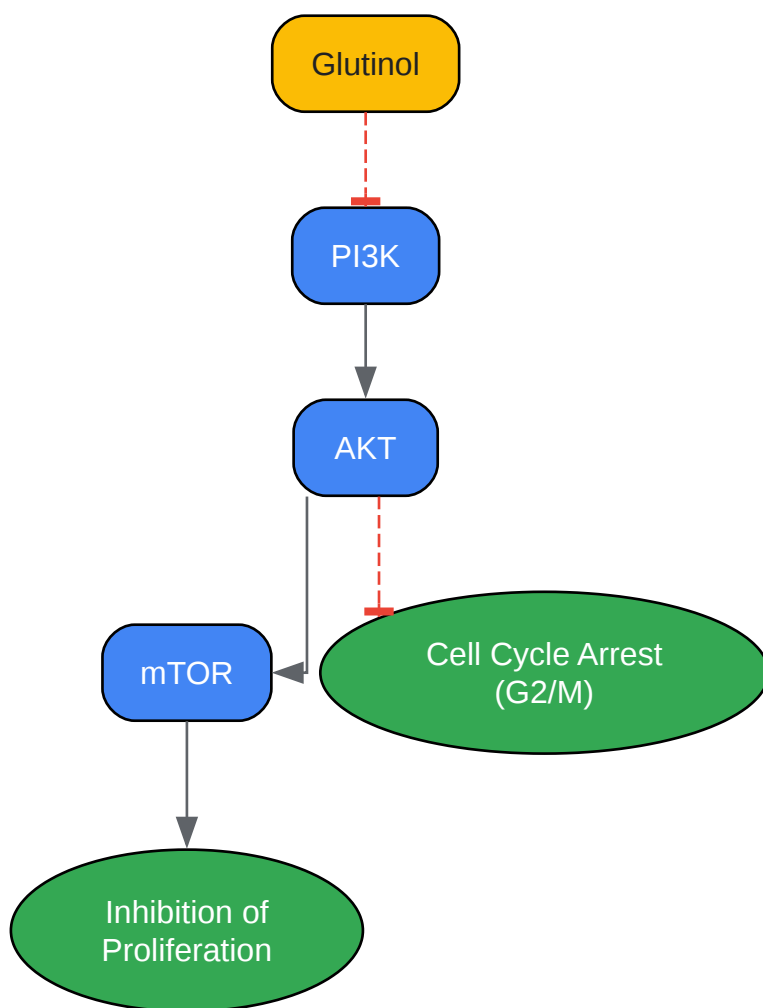 Glutinol
PI3K
AKT
mTOR
Cell Cycle Arrest
(G2/M)
Inhibition of
Proliferation